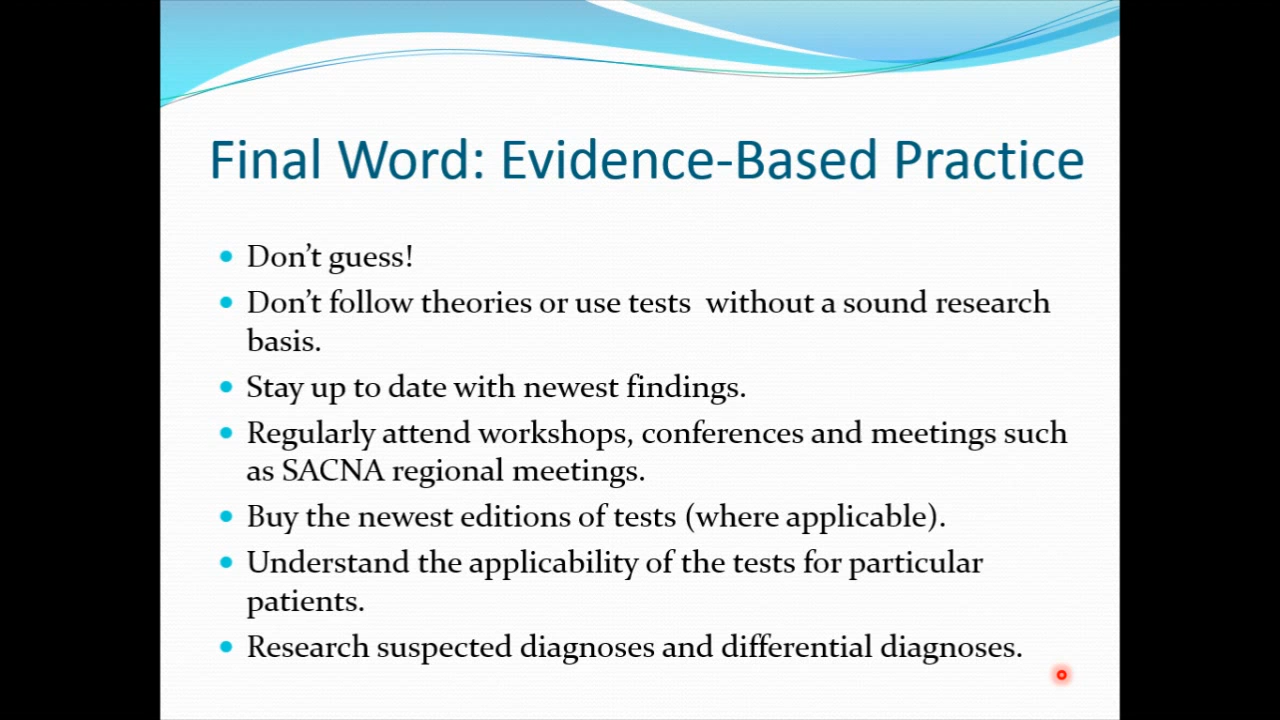 Final Word: Evidence-Based Practice
• Don’t guess!
• Don’t follow theories or use tests  without a sound research
basis.
• Stay up to date with newest findings.
• Regularly attend workshops, conferences and meetings such
as SACNA regional meetings.
• Buy the newest editions of tests (where applicable).
• Understand the applicability of the tests for particular
patients.
• Research suspected diagnoses and differential diagnoses.